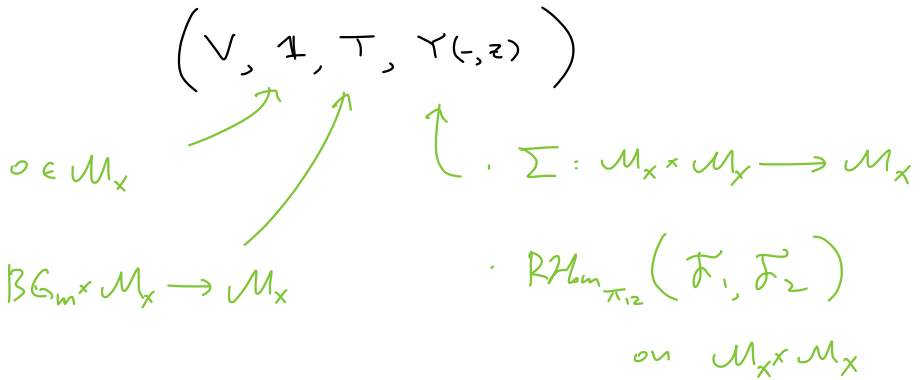 (V, 𝟙, T, Y(-, z))
0 ∈ ℳ_X
· Σ : ℳ_X × ℳ_X ⟶ ℳ_X
B𝔾_m × ℳ_X ⟶ ℳ_X
· Rℋom_{π_{12}}(ℱ_1, ℱ_2)
on ℳ_X × ℳ_X